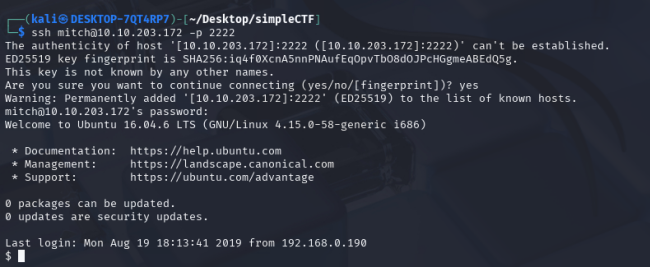 (kali㉿DESKTOP-7QT4RP7)-[~/Desktop/simpleCTF]
$ ssh mitch@10.10.203.172 -p 2222
The authenticity of host '[10.10.203.172]:2222 ([10.10.203.172]:2222)' can't be established.
ED25519 key fingerprint is SHA256:iq4f0XcnA5nnPNAufEqOpvTbO8dOJPcHGgmeABEdQ5g.
This key is not known by any other names.
Are you sure you want to continue connecting (yes/no/[fingerprint])? yes
Warning: Permanently added '[10.10.203.172]:2222' (ED25519) to the list of known hosts.
mitch@10.10.203.172's password:
Welcome to Ubuntu 16.04.6 LTS (GNU/Linux 4.15.0-58-generic i686)
* Documentation: https://help.ubuntu.com
* Management: https://landscape.canonical.com
* Support: https://ubuntu.com/advantage
0 packages can be updated.
0 updates are security updates.
Last login: Mon Aug 19 18:13:41 2019 from 192.168.0.190
$